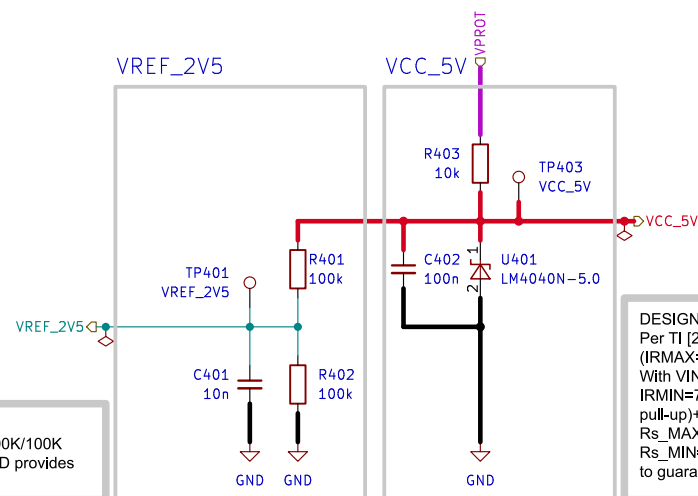 VPROT
VREF_2V5
VCC_5V
R403
10k
TP403
VCC_5V
VCC_5V
R401
100k
TP401
VREF_2V5
C402
100n
1
2
U401
LM4040N-5.0
VREF_2V5
C401
10n
R402
100k
GND
GND
GND
DESIGN
Per TI [2
(IRMAX=
With VIN
IRMIN=7
pull-up)+
Rs_MAX
Rs_MIN=
to guara
00K/100K
D provides